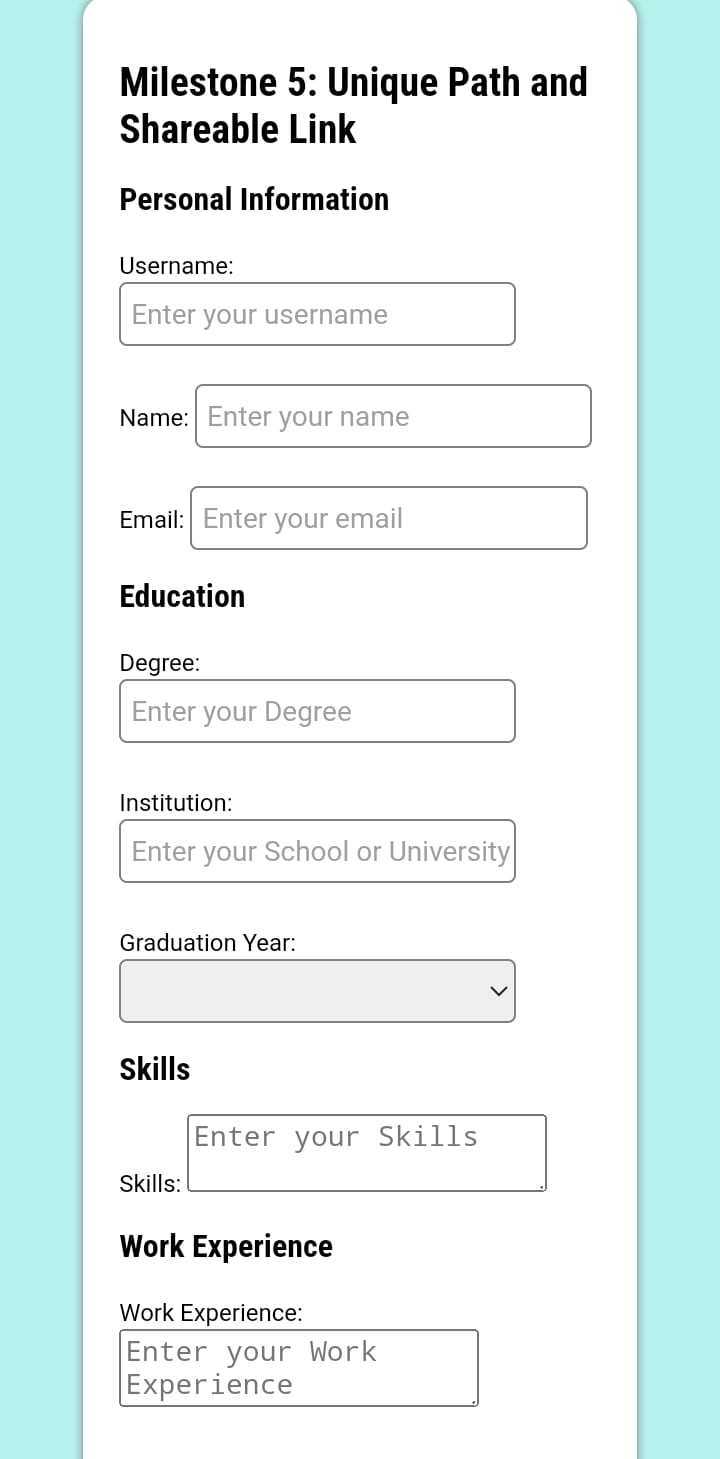 Milestone 5: Unique Path and
Shareable Link
Personal Information
Username:
Enter your username
Name: Enter your name
Email: Enter your email
Education
Degree:
Enter your Degree
Institution:
Enter your School or University
Graduation Year:
Skills
Enter your Skills
Skills:
Work Experience
Work Experience:
Enter your Work
Experience